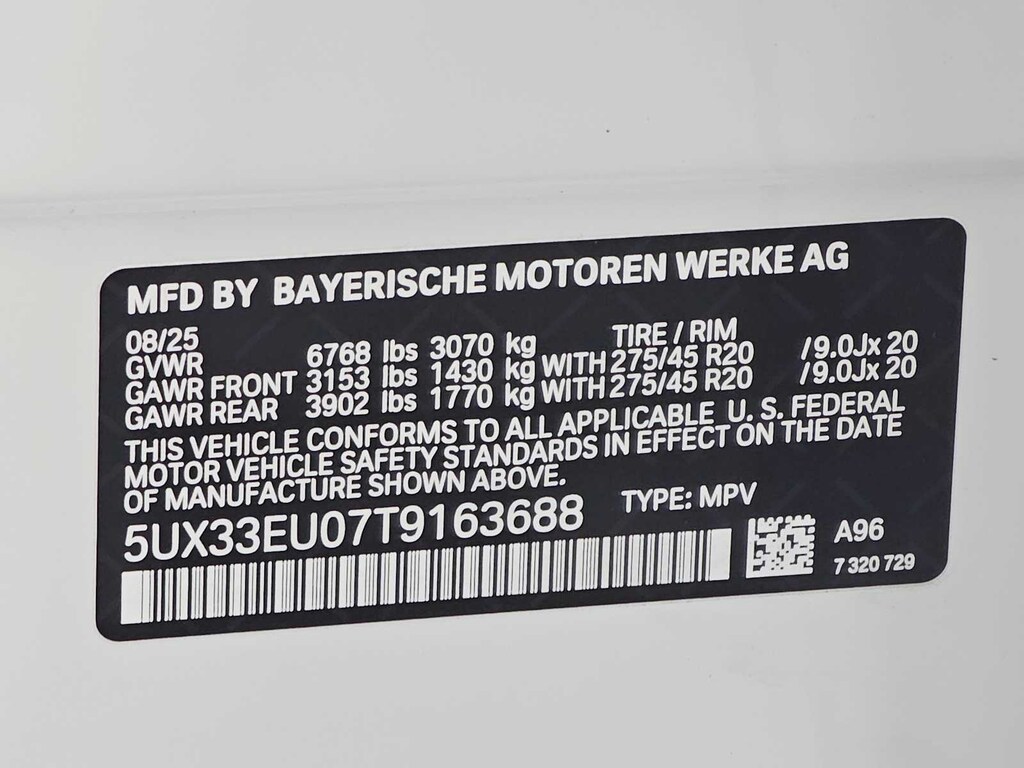 MFD BY BAYERISCHE MOTOREN WERKE AG
08/25 TIRE / RIM
GVWR 6768 lbs 3070 kg
GAWR FRONT 3153 lbs 1430 kg WITH 275/45 R20 /9.0Jx 20
GAWR REAR 3902 lbs 1770 kg WITH 275/45 R20 /9.0Jx 20
THIS VEHICLE CONFORMS TO ALL APPLICABLE U. S. FEDERAL
MOTOR VEHICLE SAFETY STANDARDS IN EFFECT ON THE DATE
OF MANUFACTURE SHOWN ABOVE.
5UX33EU07T9163688 TYPE: MPV
A96
7 320 729